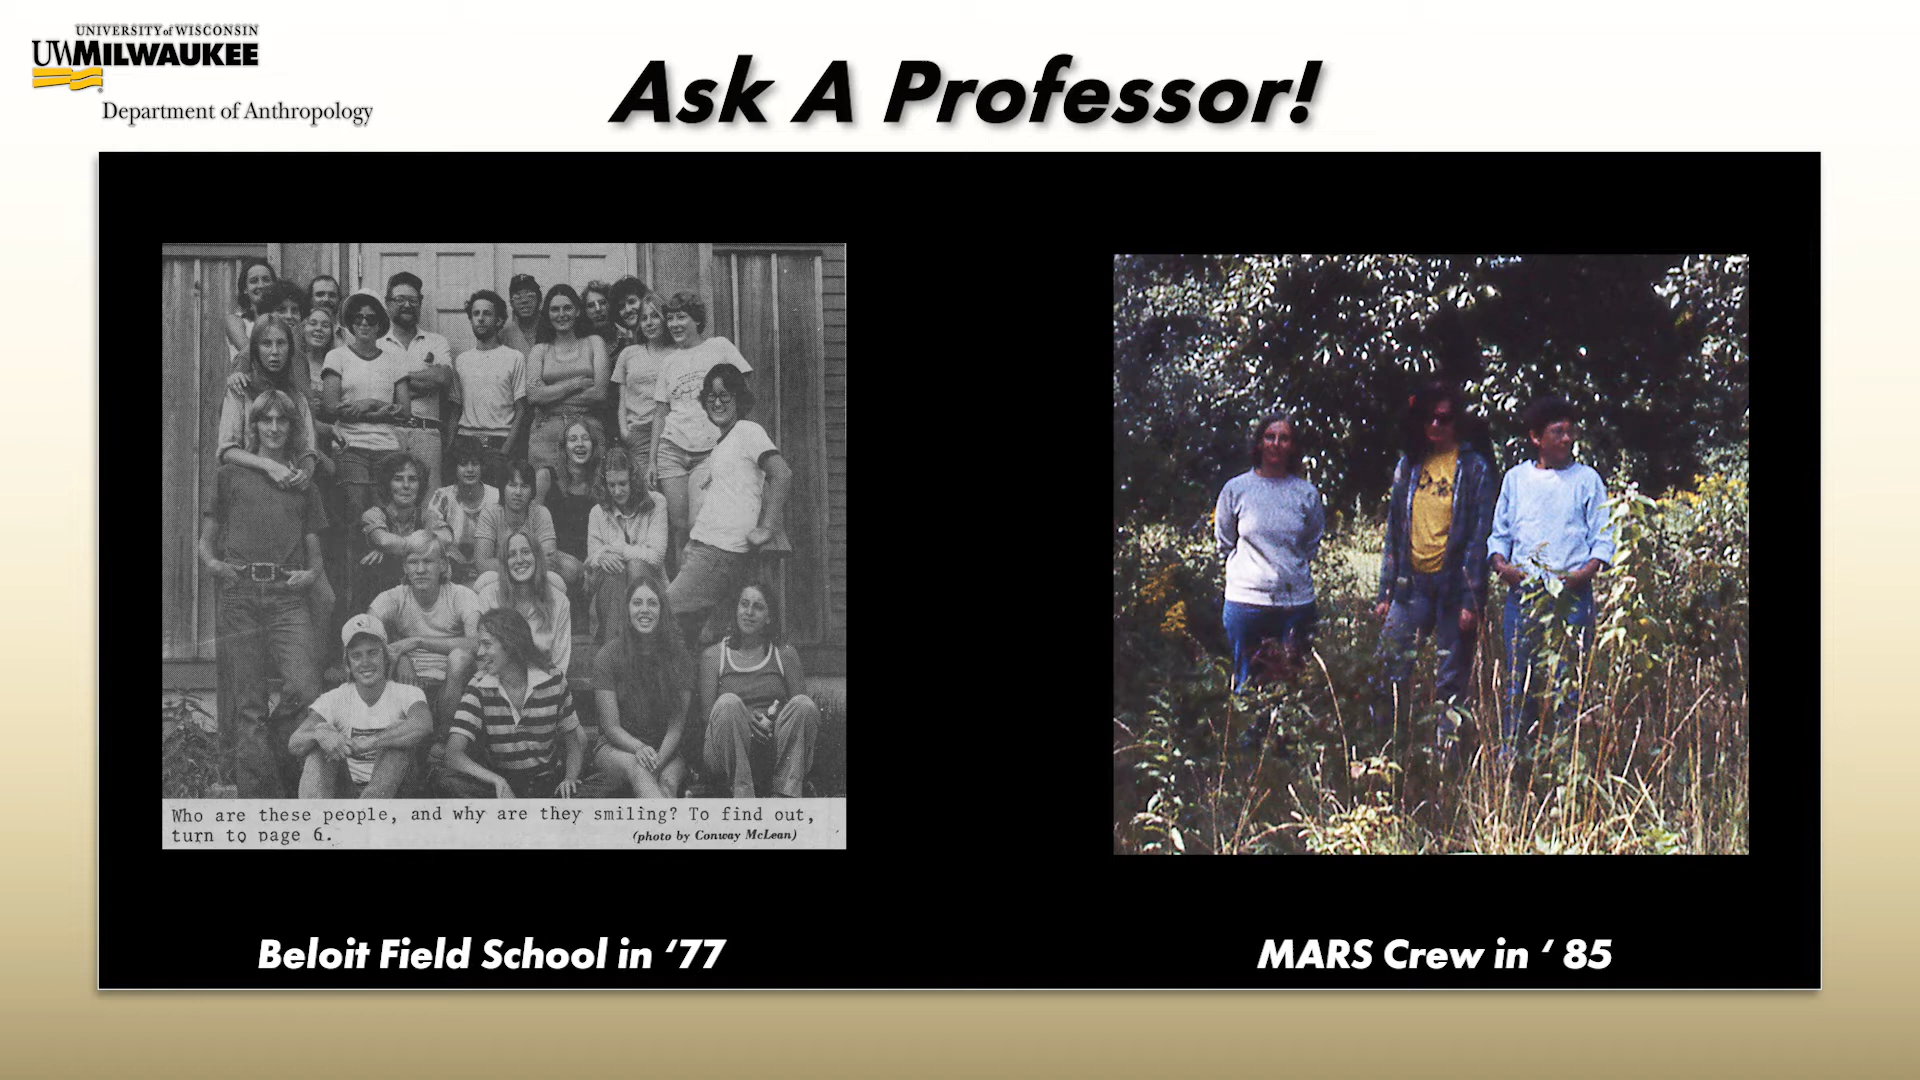 UNIVERSITY of WISCONSIN
UWMILWAUKEE
Department of Anthropology
Ask A Professor!
Who are these people, and why are they smiling? To find out,
turn to page 6.
(photo by Conway McLean)
Beloit Field School in ‘77
MARS Crew in ‘ 85